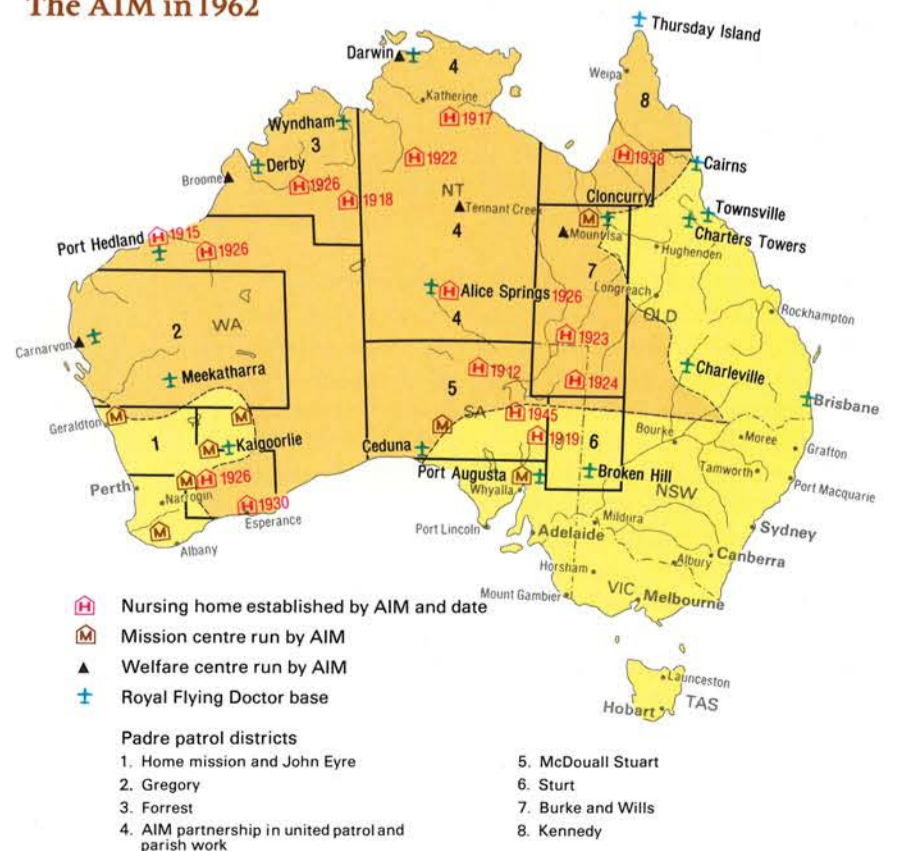 The AIM in 1962
Thursday Island
Darwin
4
Weipa
Katherine
8
H 1917
Wyndham
3
H 1922
H 1938
Cairns
Derby
Broome
H 1926
NT
Cloncurry
H 1918
Tennant Creek
M
Townsville
Charters Towers
Port Hedland
H 1915
4
Mount Isa
Hughenden
H 1926
7
H Alice Springs 1926
Longreach
QLD
Rockhampton
2
WA
4
H 1923
Carnarvon
Meekatharra
H 1912
Charleville
5
H 1924
Brisbane
Geraldton
M
M
SA
H 1945
M
Bourke
Moree
Grafton
1
M
Kalgoorlie
Ceduna
H 1919
6
Port Augusta
M
Broken Hill
Tamworth
Perth
M
H 1926
Whyalla
NSW
Port Macquarie
Narrogin
H 1930
Esperance
Port Lincoln
Mildura
Sydney
M
Adelaide
Albany
Albury
Canberra
Horsham
Mount Gambier
VIC
Melbourne
H Nursing home established by AIM and date
M Mission centre run by AIM
Welfare centre run by AIM
Royal Flying Doctor base
Launceston
Hobart
TAS
Padre patrol districts
1. Home mission and John Eyre
2. Gregory
3. Forrest
4. AIM partnership in united patrol and
parish work
5. McDouall Stuart
6. Sturt
7. Burke and Wills
8. Kennedy